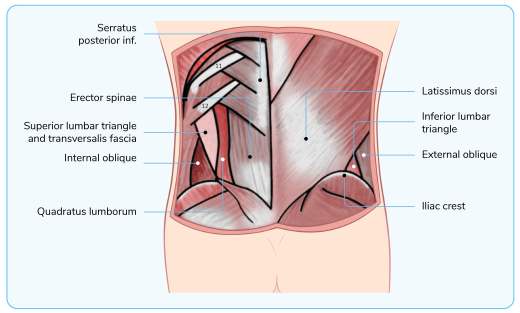 Serratus
posterior inf.
Erector spinae
Superior lumbar triangle
and transversalis fascia
Internal oblique
Quadratus lumborum
11
12
Latissimus dorsi
Inferior lumbar
triangle
External oblique
Iliac crest